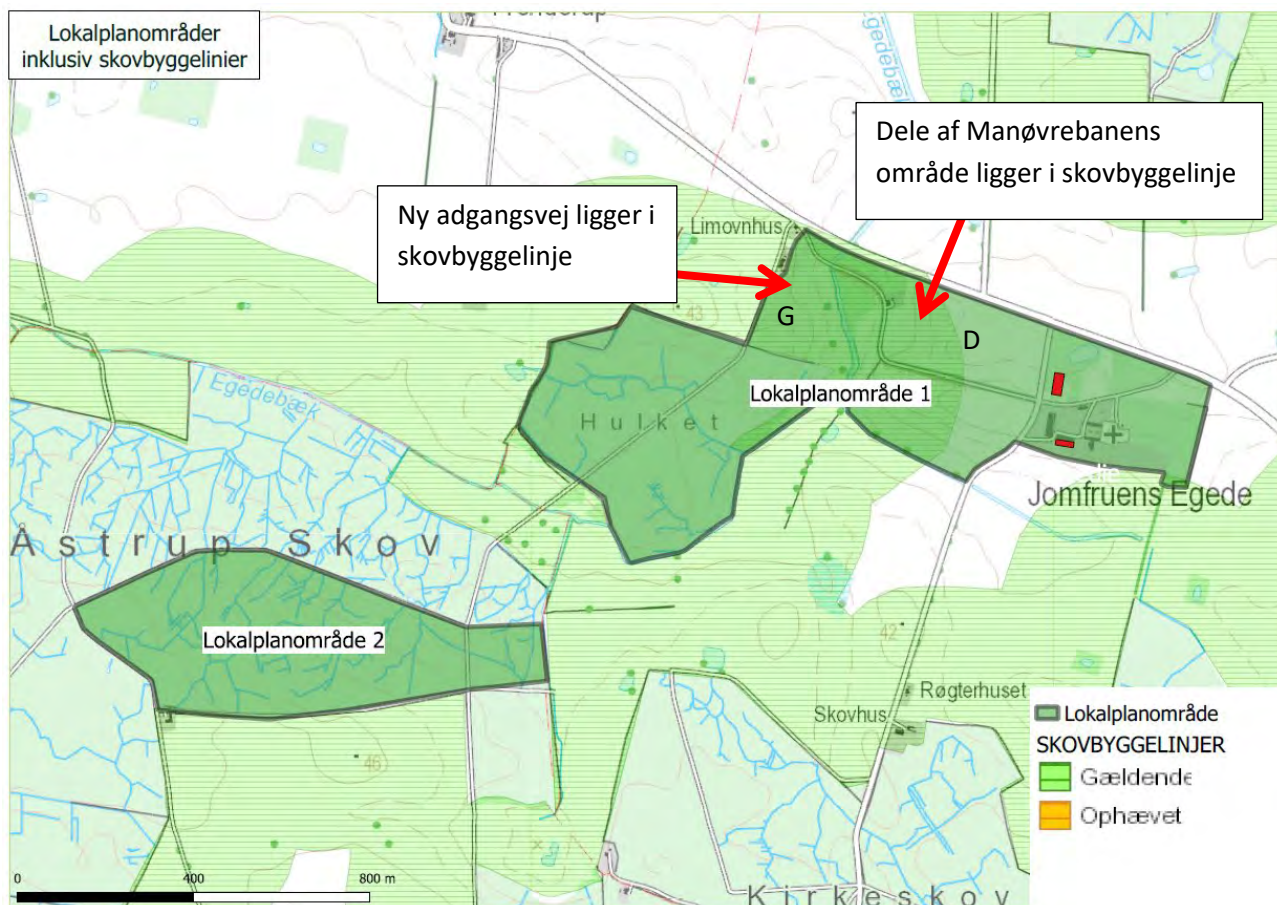 Lokalplanområder
inklusiv skovbyggelinier
Egedebæk
Dele af Manøvrebanens
område ligger i skovbyggelinje
Ny adgangsvej ligger i
skovbyggelinje
Limovnhus
43
G
D
Lokalplanområde 1
Egedebæk
Hulket
Jomfruens Egede
Åstrup Skov
Lokalplanområde 2
42
Røgterhuset
Skovhus
46
Lokalplanområde
SKOVBYGGELINJER
Gældende
Ophævet
0 400 800 m
Kirkeskov